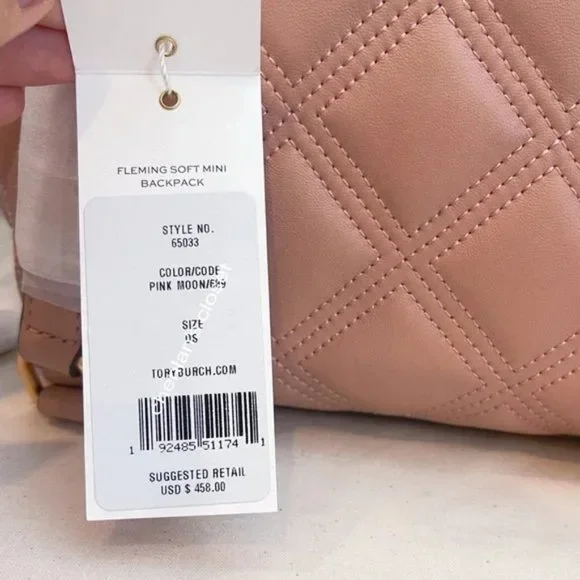 FLEMING SOFT MINI
BACKPACK
STYLE NO.
65033
COLOR/CODE
PINK MOON/689
SIZE
OS
TORYBURCH.COM
1 92485 51174 1
SUGGESTED RETAIL
USD $ 458.00